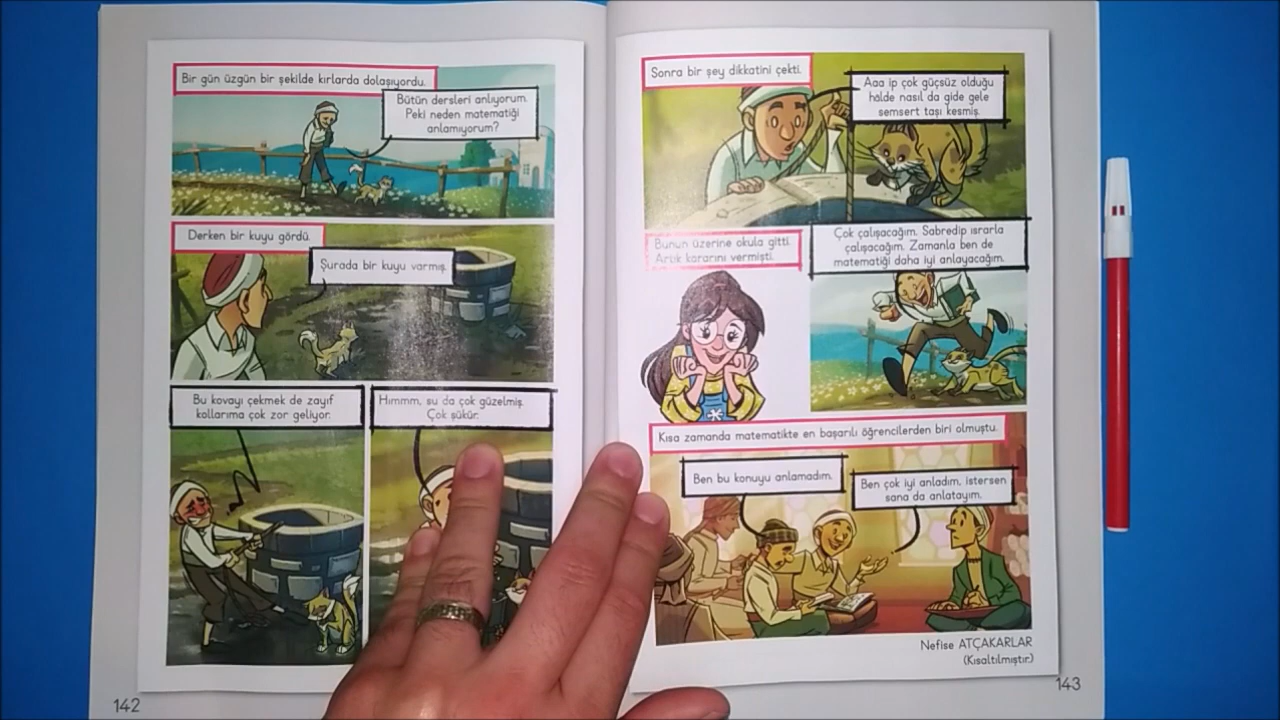 Bir gün üzgün bir şekilde kırlarda dolaşıyordu.
Bütün dersleri anlıyorum.
Peki neden matematiği
anlamıyorum?
Derken bir kuyu gördü.
Şurada bir kuyu varmış.
Bu kovayı çekmek de zayıf
kollarıma çok zor geliyor.
Hımmm, su da çok güzelmiş.
Çok şükür.
142
Sonra bir şey dikkatini çekti.
Aaa ip çok güçsüz olduğu
hâlde nasıl da gide gele
semsert taşı kesmiş.
Bunun üzerine okula gitti.
Artık kararını vermişti.
Çok çalışacağım. Sabredip ısrarla
çalışacağım. Zamanla ben de
matematiği daha iyi anlayacağım.
Kısa zamanda matematikte en başarılı öğrencilerden biri olmuştu.
Ben bu konuyu anlamadım.
Ben çok iyi anladım, istersen
sana da anlatayım.
Nefise ATÇAKARLAR
(Kısaltılmıştır.)
143